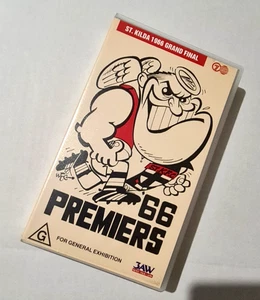 ST. KILDA 1966 GRAND FINAL
66
PREMIERS
G
FOR GENERAL EXHIBITION
3AW